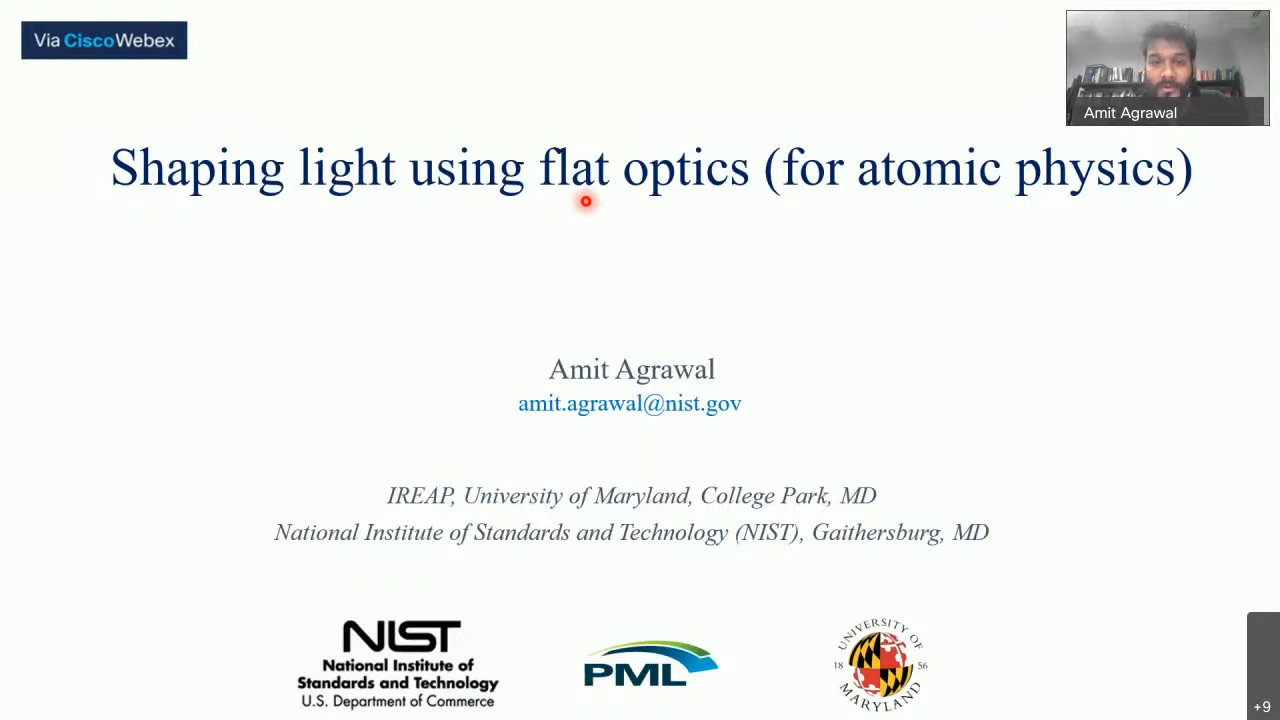 Via Cisco Webex
Amit Agrawal
Shaping light using flat optics (for atomic physics)
Amit Agrawal
amit.agrawal@nist.gov
IREAP, University of Maryland, College Park, MD
National Institute of Standards and Technology (NIST), Gaithersburg, MD
NIST
National Institute of
Standards and Technology
U.S. Department of Commerce
PML
UNIVERSITY OF
18 56
MARYLAND
+9